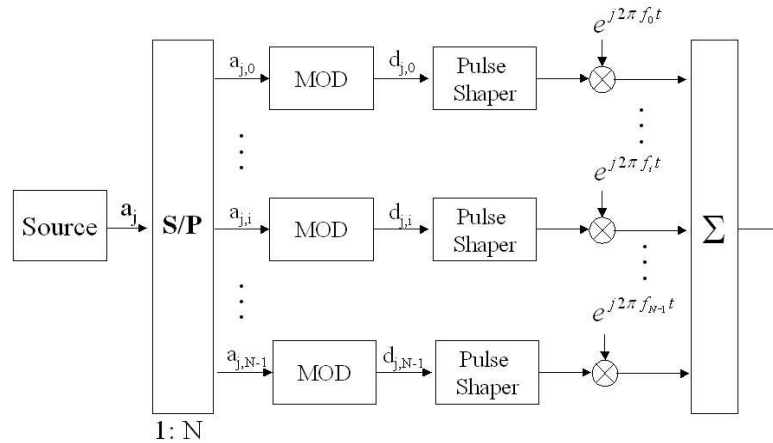 e^{j2πf_0t}
a_{j,0}
MOD
d_{j,0}
Pulse
Shaper
e^{j2πf_it}
Source
a_j
S/P
a_{j,i}
MOD
d_{j,i}
Pulse
Shaper
Σ
e^{j2πf_{N-1}t}
a_{j,N-1}
MOD
d_{j,N-1}
Pulse
Shaper
1: N